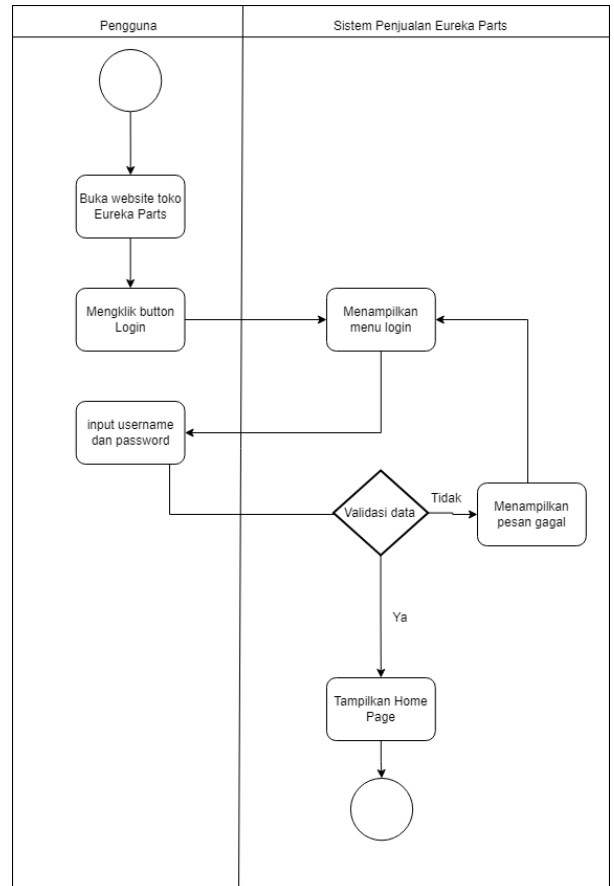 Pengguna
Sistem Penjualan Eureka Parts
Buka website toko
Eureka Parts
Mengklik button
Login
Menampilkan
menu login
input username
dan password
Validasi data
Tidak
Menampilkan
pesan gagal
Ya
Tampilkan Home
Page